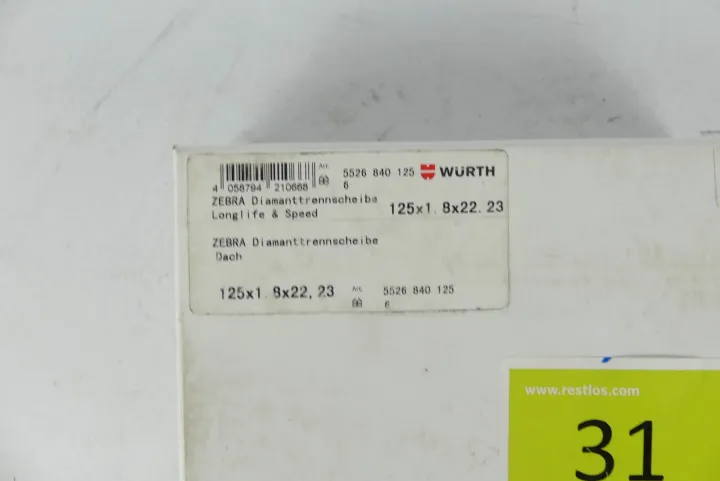 Art. 5526 840 125 WÜRTH
4 058794 210668 6
ZEBRA Diamanttrennscheibe
Longlife & Speed 125x1.8x22.23
ZEBRA Diamanttrennscheibe
Dach
125x1.8x22,23 Art. 5526 840 125
6
www.restlos.com
31